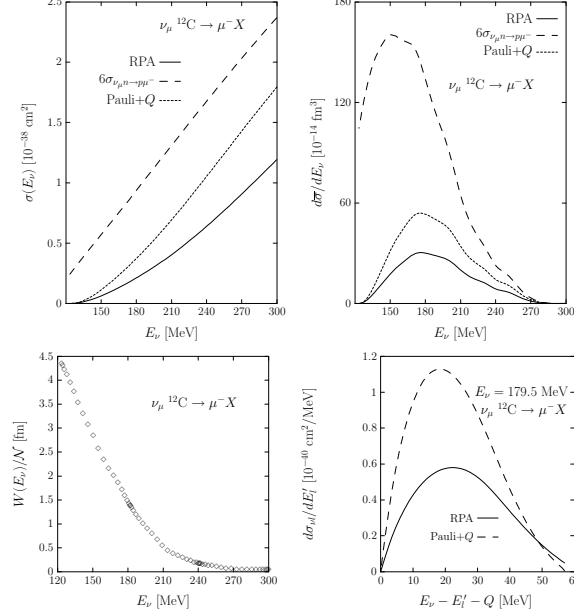 ν_μ ¹²C → μ⁻X
RPA
6σ_{ν_μ n→pμ⁻}
Pauli+Q
σ(E_ν) [10⁻³⁸ cm²]
2.5
2
1.5
1
0.5
0
150 180 210 240 270 300
E_ν [MeV]
RPA
6σ_{ν_μ n→pμ⁻}
Pauli+Q
ν_μ ¹²C → μ⁻X
dσ̅/dE_ν [10⁻¹⁴ fm³]
180
120
60
0
150 180 210 240 270 300
E_ν [MeV]
ν_μ ¹²C → μ⁻X
W(E_ν)/𝒩 [fm]
4.5
4
3.5
3
2.5
2
1.5
1
0.5
0
120 150 180 210 240 270 300
E_ν [MeV]
E_ν = 179.5 MeV
ν_μ ¹²C → μ⁻X
RPA
Pauli+Q
dσ_{νl}/dE′_l [10⁻⁴⁰ cm²/MeV]
1.2
1
0.8
0.6
0.4
0.2
0
0 10 20 30 40 50 60
E_ν − E′_l − Q [MeV]